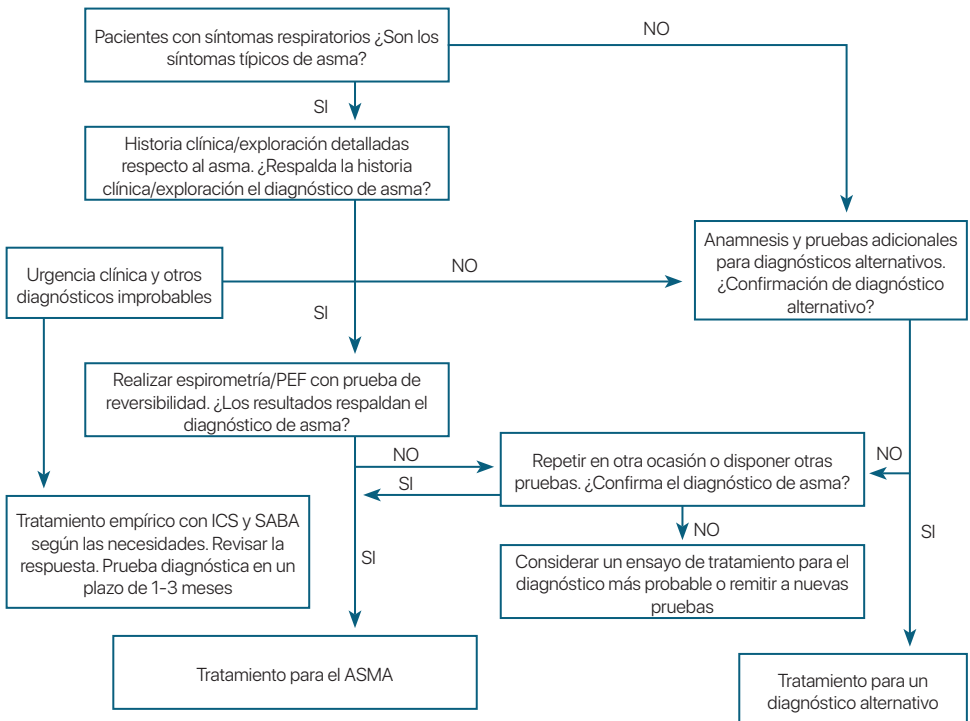 Pacientes con síntomas respiratorios ¿Son los
síntomas típicos de asma?
NO
SI
Historia clínica/exploración detalladas
respecto al asma. ¿Respalda la historia
clínica/exploración el diagnóstico de asma?
Urgencia clínica y otros
diagnósticos improbables
NO
Anamnesis y pruebas adicionales
para diagnósticos alternativos.
¿Confirmación de diagnóstico
alternativo?
SI
Realizar espirometría/PEF con prueba de
reversibilidad. ¿Los resultados respaldan el
diagnóstico de asma?
NO
SI
Repetir en otra ocasión o disponer otras
pruebas. ¿Confirma el diagnóstico de asma?
NO
Tratamiento empírico con ICS y SABA
según las necesidades. Revisar la
respuesta. Prueba diagnóstica en un
plazo de 1-3 meses
SI
NO
SI
Considerar un ensayo de tratamiento para el
diagnóstico más probable o remitir a nuevas
pruebas
Tratamiento para el ASMA
Tratamiento para un
diagnóstico alternativo